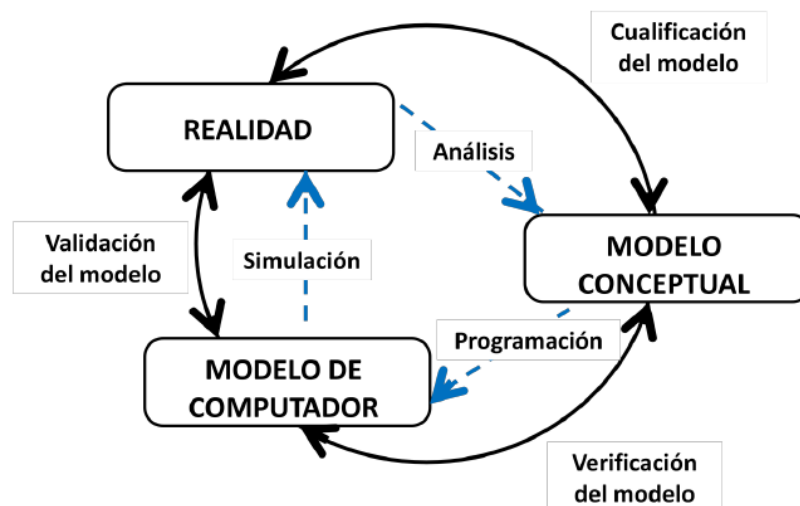 Cualificación
del modelo
REALIDAD
Análisis
Validación
del modelo
Simulación
MODELO
CONCEPTUAL
Programación
MODELO DE
COMPUTADOR
Verificación
del modelo